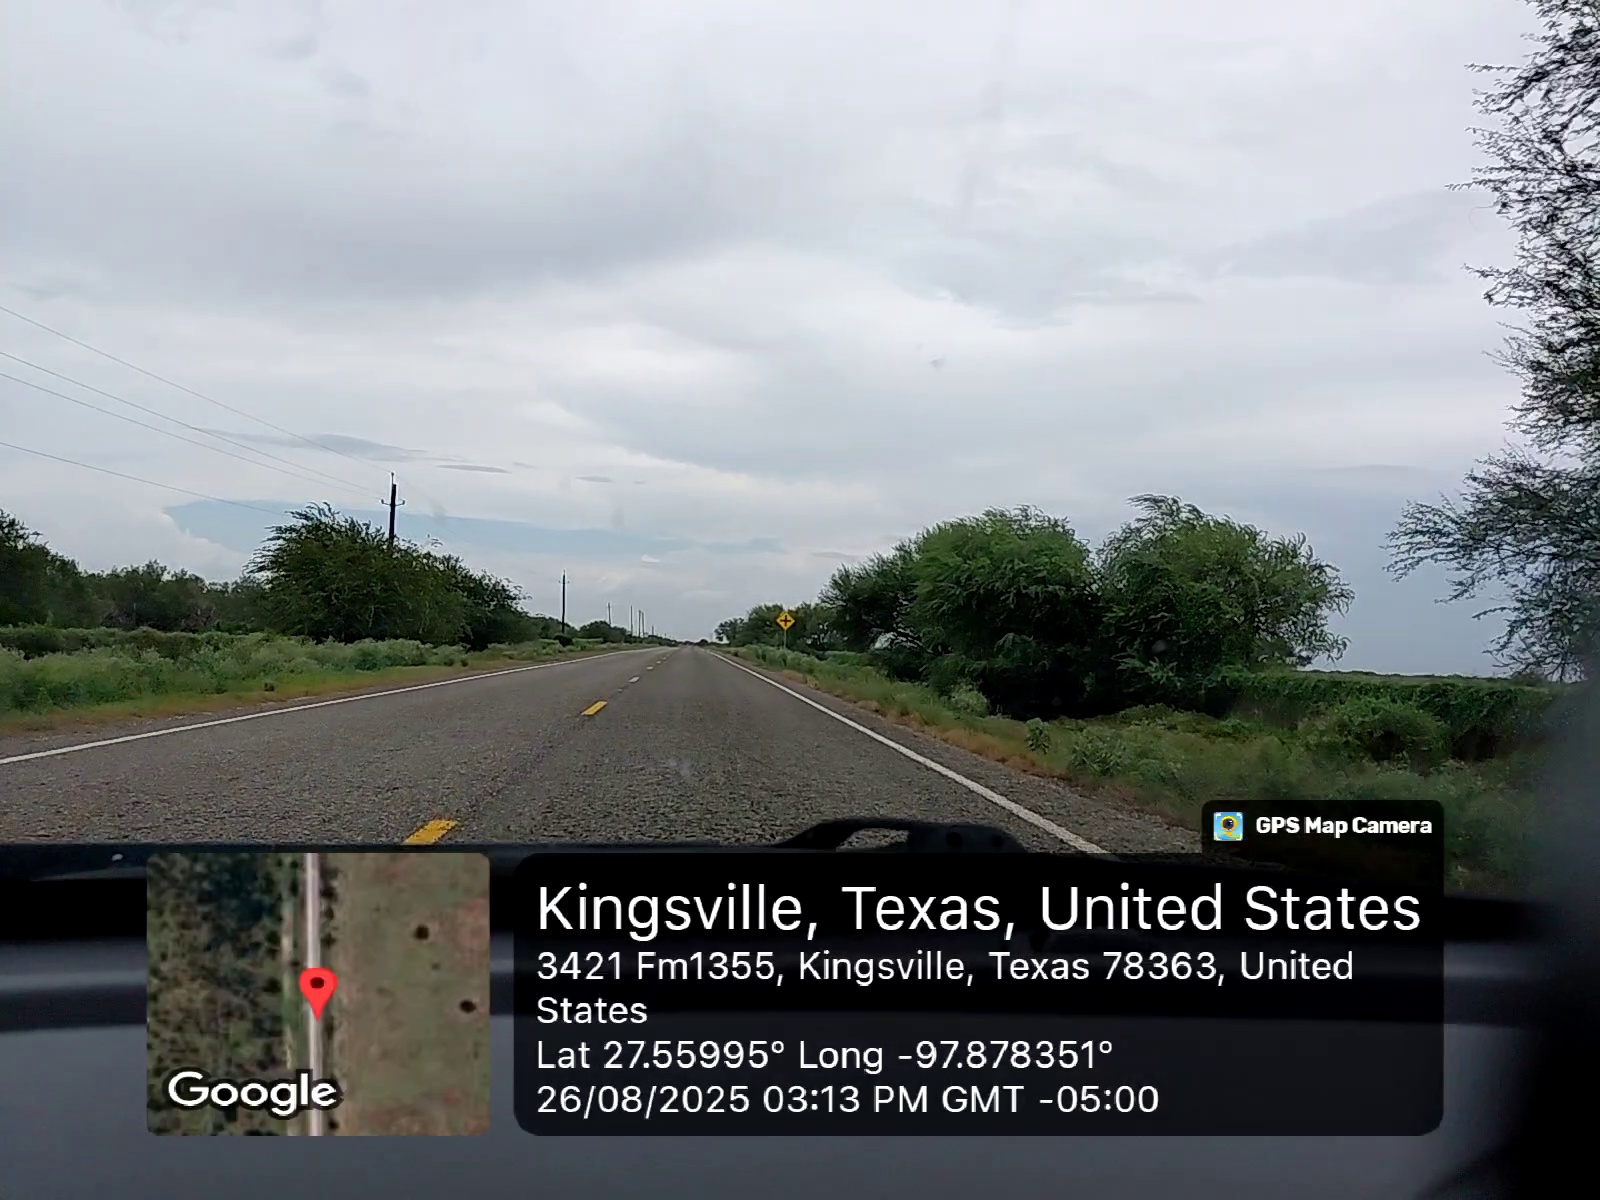 GPS Map Camera
Kingsville, Texas, United States
3421 Fm1355, Kingsville, Texas 78363, United
States
Lat 27.55995° Long -97.878351°
26/08/2025 03:13 PM GMT -05:00
Google